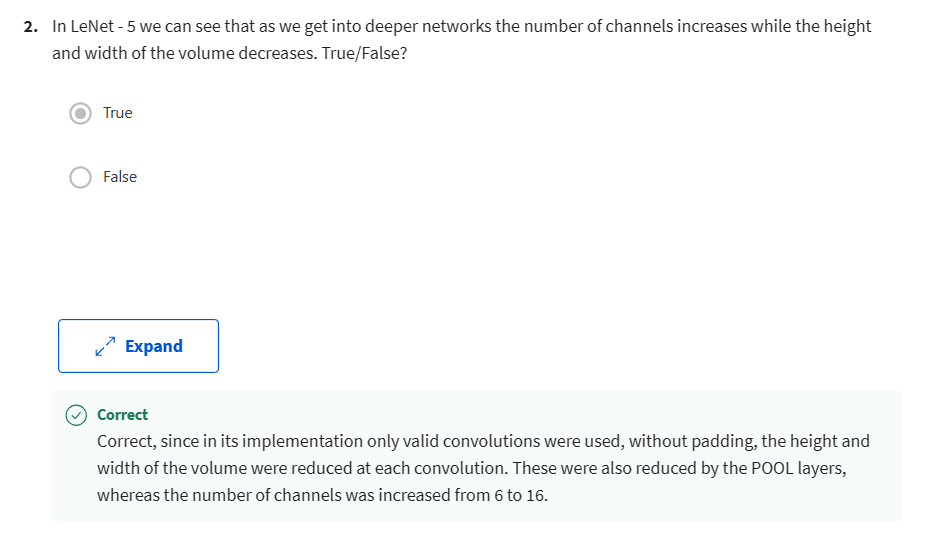 2. In LeNet - 5 we can see that as we get into deeper networks the number of channels increases while the height
and width of the volume decreases. True/False?
True
False
Expand
Correct
Correct, since in its implementation only valid convolutions were used, without padding, the height and
width of the volume were reduced at each convolution. These were also reduced by the POOL layers,
whereas the number of channels was increased from 6 to 16.